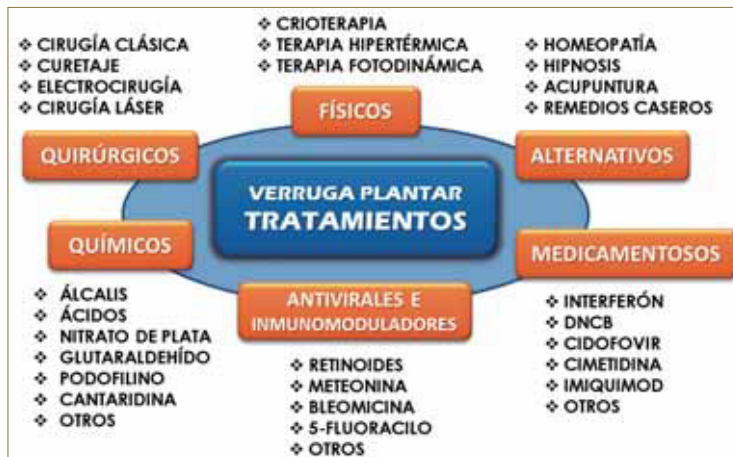 ❖ CIRUGÍA CLÁSICA
❖ CURETAJE
❖ ELECTROCIRUGÍA
❖ CIRUGÍA LÁSER
QUIRÚRGICOS
❖ CRIOTERAPIA
❖ TERAPIA HIPERTÉRMICA
❖ TERAPIA FOTODINÁMICA
FÍSICOS
❖ HOMEOPATÍA
❖ HIPNOSIS
❖ ACUPUNTURA
❖ REMEDIOS CASEROS
ALTERNATIVOS
VERRUGA PLANTAR
TRATAMIENTOS
QUÍMICOS
❖ ÁLCALIS
❖ ÁCIDOS
❖ NITRATO DE PLATA
❖ GLUTARALDEHÍDO
❖ PODOFILINO
❖ CANTARIDINA
❖ OTROS
ANTIVIRALES E
INMUNOMODULADORES
❖ RETINOIDES
❖ METEONINA
❖ BLEOMICINA
❖ 5-FLUORACILO
❖ OTROS
MEDICAMENTOSOS
❖ INTERFERÓN
❖ DNCB
❖ CIDOFOVIR
❖ CIMETIDINA
❖ IMIQUIMOD
❖ OTROS